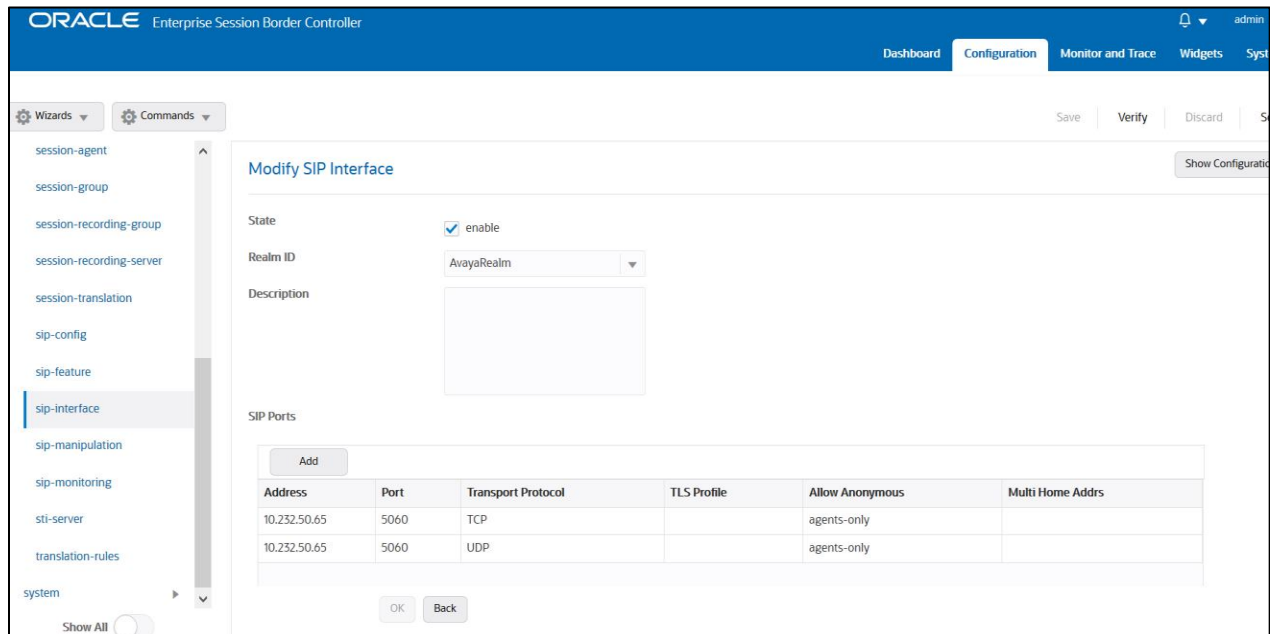 ORACLE Enterprise Session Border Controller
admin
Dashboard Configuration Monitor and Trace Widgets Syst
Wizards Commands
Save Verify Discard
session-agent
session-group
session-recording-group
session-recording-server
session-translation
sip-config
sip-feature
sip-interface
sip-manipulation
sip-monitoring
sti-server
translation-rules
system
Show All
Modify SIP Interface
Show Configuratio
State
enable
Realm ID
AvayaRealm
Description
SIP Ports
Add
Address Port Transport Protocol TLS Profile Allow Anonymous Multi Home Addrs
10.232.50.65 5060 TCP agents-only
10.232.50.65 5060 UDP agents-only
OK Back